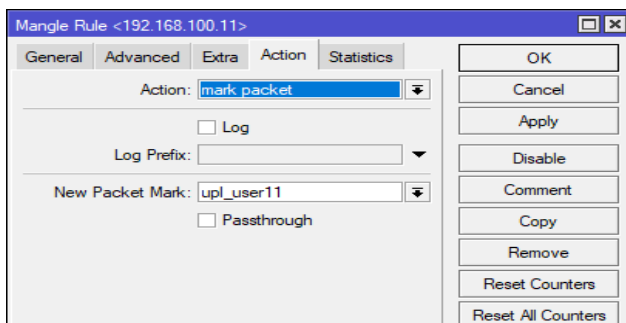 Mangle Rule <192.168.100.11>
General Advanced Extra Action Statistics
Action: mark packet
Log
Log Prefix:
New Packet Mark: upl_user11
Passthrough
OK
Cancel
Apply
Disable
Comment
Copy
Remove
Reset Counters
Reset All Counters